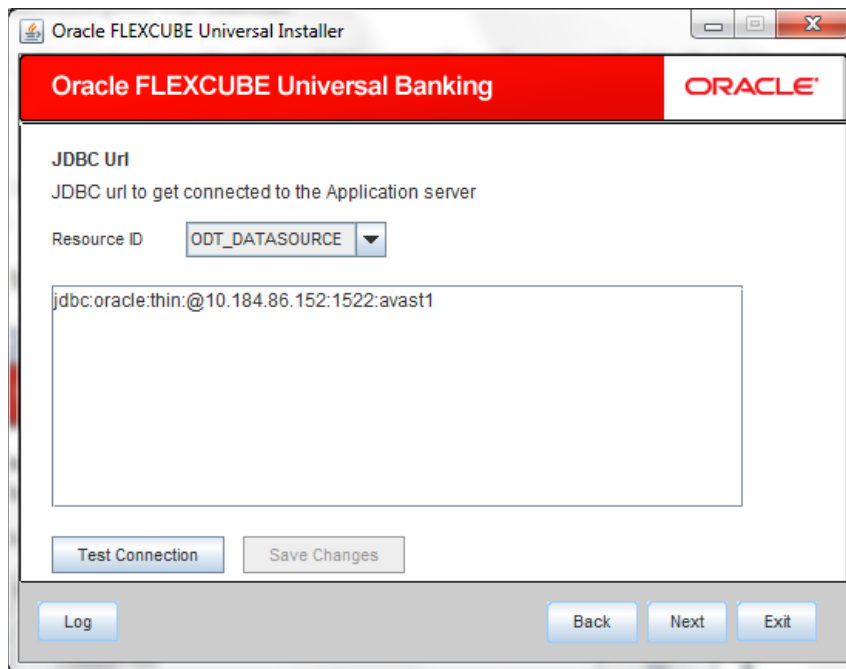 Oracle FLEXCUBE Universal Installer
Oracle FLEXCUBE Universal Banking
ORACLE'
JDBC Url
JDBC url to get connected to the Application server
Resource ID ODT_DATASOURCE
jdbc:oracle:thin:@10.184.86.152:1522:avast1
Test Connection Save Changes
Log Back Next Exit